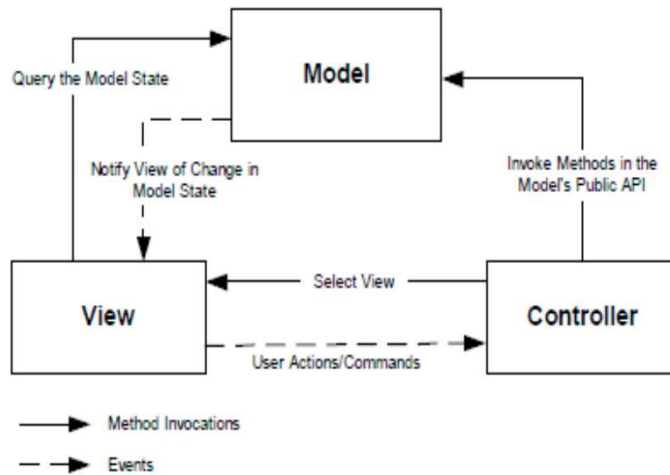 Model
Query the Model State
Notify View of Change in
Model State
Invoke Methods in the
Model's Public API
Select View
View
Controller
User Actions/Commands
Method Invocations
Events